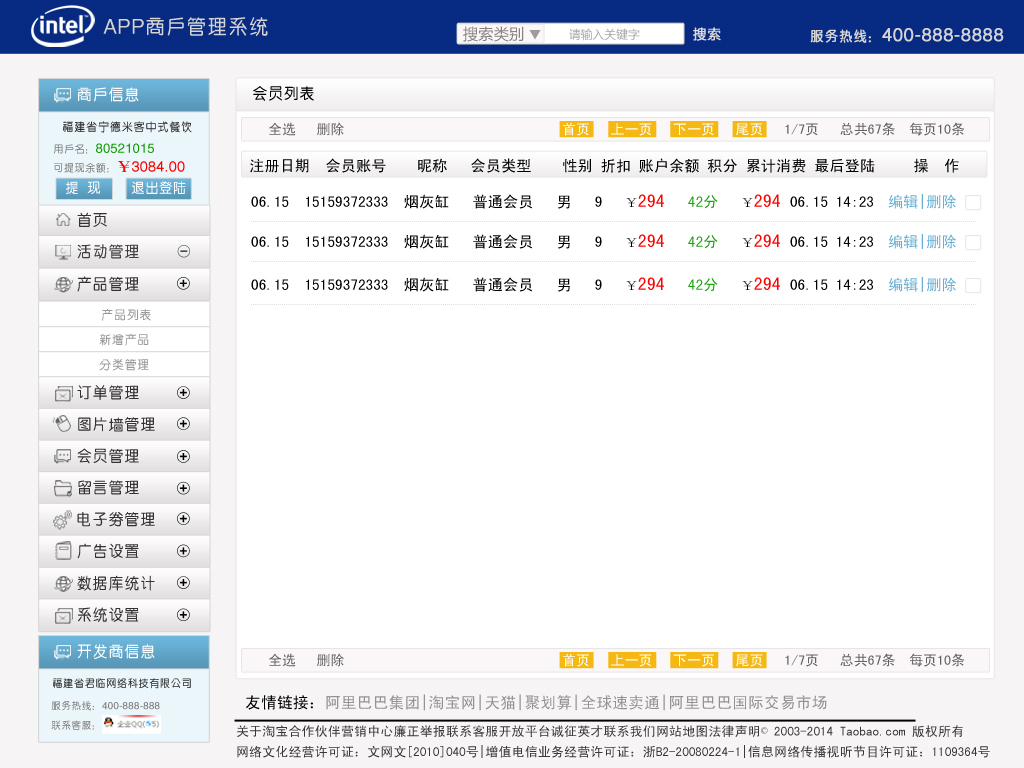 intel APP商戶管理系统
搜索类别▼ 请输入关键字 搜索 服务热线：400-888-8888
商戶信息
福建省宁德米客中式餐饮
用戶名：80521015
可提现余额：¥3084.00
提 现 退出登陆
首页
活动管理
产品管理
产品列表
新增产品
分类管理
订单管理
图片墙管理
会员管理
留言管理
电子券管理
广告设置
数据库统计
系统设置
开发商信息
福建省君临网络科技有限公司
服务热线：400-888-888
联系客服：企业QQ
会员列表
全选 删除 首页 上一页 下一页 尾页 1/7页 总共67条 每页10条
注册日期 会员账号 昵称 会员类型 性别 折扣 账户余额 积分 累计消费 最后登陆 操 作
06.15 15159372333 烟灰缸 普通会员 男 9 ￥294 42分 ￥294 06.15 14:23 编辑|删除
06.15 15159372333 烟灰缸 普通会员 男 9 ￥294 42分 ￥294 06.15 14:23 编辑|删除
06.15 15159372333 烟灰缸 普通会员 男 9 ￥294 42分 ￥294 06.15 14:23 编辑|删除
全选 删除 首页 上一页 下一页 尾页 1/7页 总共67条 每页10条
友情链接：阿里巴巴集团|淘宝网|天猫|聚划算|全球速卖通|阿里巴巴国际交易市场
关于淘宝合作伙伴营销中心廉正举报联系客服开放平台诚征英才联系我们网站地图法律声明© 2003-2014 Taobao.com 版权所有
网络文化经营许可证：文网文[2010]040号|增值电信业务经营许可证：浙B2-20080224-1|信息网络传播视听节目许可证：1109364号